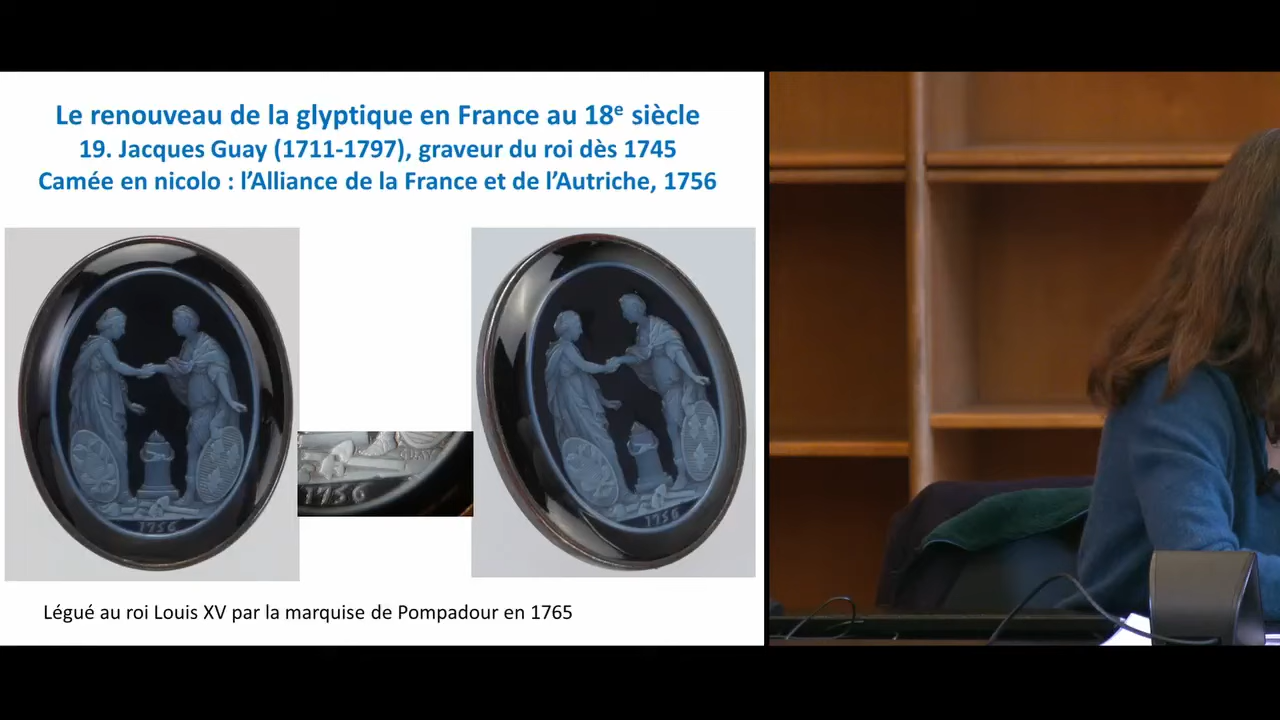 Le renouveau de la glyptique en France au 18e siècle
19. Jacques Guay (1711-1797), graveur du roi dès 1745
Camée en nicolo : l’Alliance de la France et de l’Autriche, 1756
1756
GUAY
1756
1756
Légué au roi Louis XV par la marquise de Pompadour en 1765